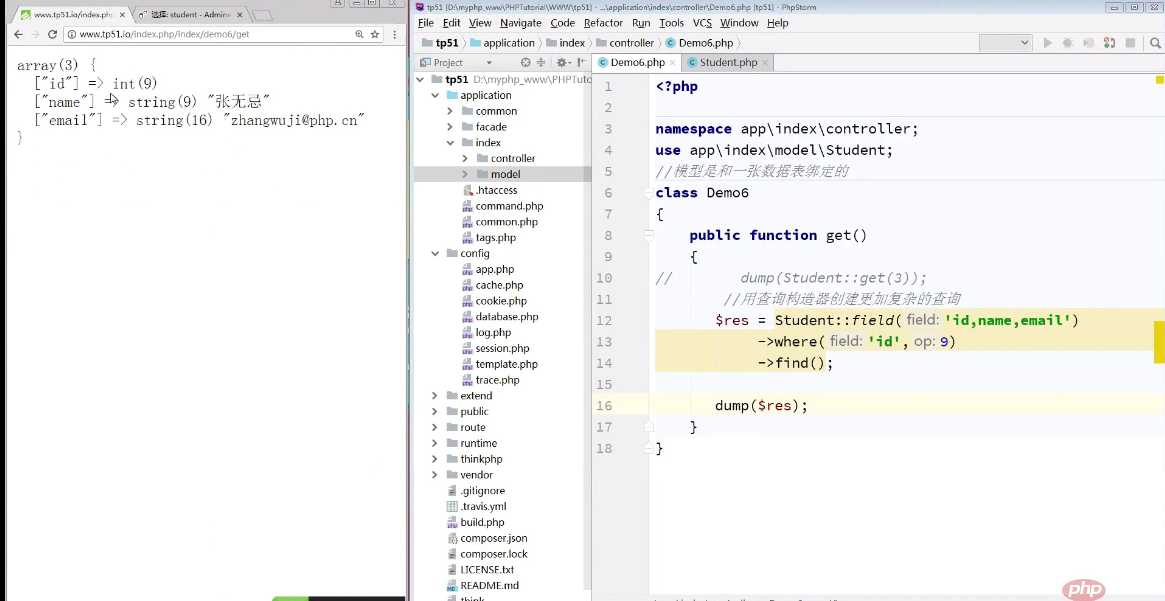 www.tp51.io/index.php/ind
选择: student - Admine
www.tp51.io/index.php/index/demo6/get
array(3) {
["id"] => int(9)
["name"] => string(9) "张无忌"
["email"] => string(16) "zhangwuji@php.cn"
}
tp51 [D:\myphp_www\PHPTutorial\WWW\tp51] - ...\application\index\controller\Demo6.php [tp51] - PhpStorm
File Edit View Navigate Code Refactor Run Tools VCS Window Help
tp51 application index controller Demo6.php
Project
Demo6.php Student.php
tp51 D:\myphp_www\PHPTuto
application
common
facade
index
controller
model
.htaccess
command.php
common.php
tags.php
config
app.php
cache.php
cookie.php
database.php
log.php
session.php
template.php
trace.php
extend
public
route
runtime
thinkphp
vendor
.gitignore
.travis.yml
build.php
composer.json
composer.lock
LICENSE.txt
README.md
think
1 <?php
2
3 namespace app\index\controller;
4 use app\index\model\Student;
5 //模型是和一张数据表绑定的
6 class Demo6
7 {
8 public function get()
9 {
10 // dump(Student::get(3));
11 //用查询构造器创建更加复杂的查询
12 $res = Student::field( field: 'id,name,email')
13 ->where( field: 'id', op: 9)
14 ->find();
15
16 dump($res);
17 }
18 }
php